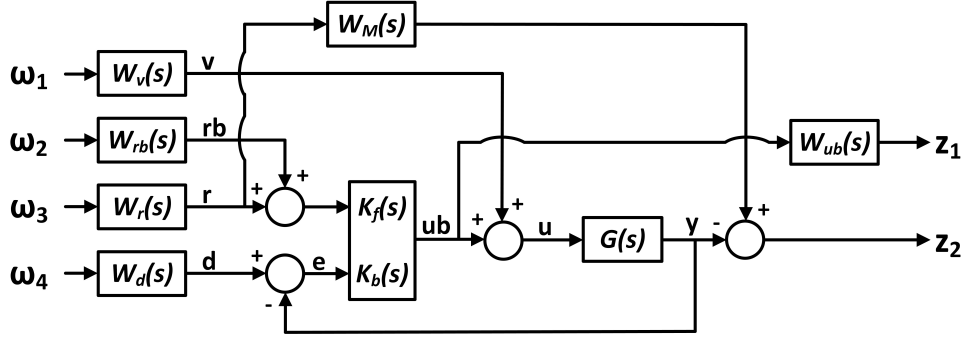 W_M(s)
ω₁ W_v(s) v
ω₂ W_rb(s) rb + W_ub(s) z₁
ω₃ W_r(s) r + K_f(s) ub + + u G(s) y - + z₂
ω₄ W_d(s) d + e K_b(s)
-